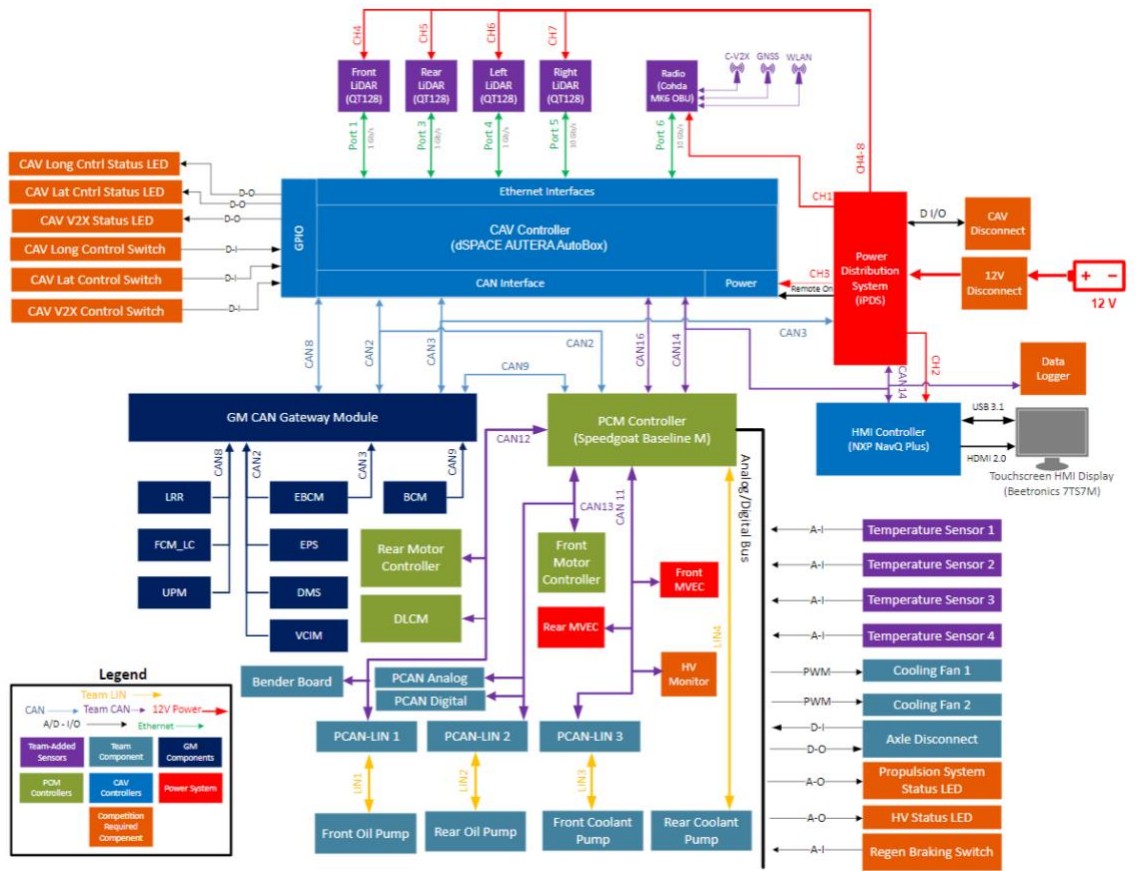 CH4
CH5
CH6
CH7
Front
LiDAR
(QT128)
Rear
LiDAR
(QT128)
Left
LiDAR
(QT128)
Right
LiDAR
(QT128)
Radio
(Cohda
MK6 OBU)
C-V2X
GNSS
WLAN
Port 1
1 Gb/s
Port 3
1 Gb/s
Port 4
1 Gb/s
Port 5
10 Gb/s
Port 6
10 Gb/s
CH4-8
CH1
CAV Long Cntrl Status LED
CAV Lat Cntrl Status LED
CAV V2X Status LED
CAV Long Control Switch
CAV Lat Control Switch
CAV V2X Control Switch
D-O
D-O
D-O
D-I
D-I
D-I
GPIO
Ethernet Interfaces
CAV Controller
(dSPACE AUTERA AutoBox)
CAN Interface
Power
CH3
Remote On
Power
Distribution
System
(iPDS)
D I/O
CAV
Disconnect
12V
Disconnect
12 V
CAN8
CAN2
CAN3
CAN2
CAN9
CAN16
CAN14
CAN3
CH2
CAN14
Data
Logger
GM CAN Gateway Module
PCM Controller
(Speedgoat Baseline M)
HMI Controller
(NXP NavQ Plus)
USB 3.1
HDMI 2.0
Touchscreen HMI Display
(Beetronics 7TS7M)
CAN8
CAN2
CAN3
CAN9
CAN12
CAN13
CAN 11
LIN4
Analog/Digital Bus
LRR
EBCM
BCM
FCM_LC
EPS
UPM
DMS
VCIM
Rear Motor
Controller
DLCM
Front
Motor
Controller
Front
MVEC
Rear MVEC
HV
Monitor
Bender Board
PCAN Analog
PCAN Digital
PCAN-LIN 1
PCAN-LIN 2
PCAN-LIN 3
LIN1
LIN2
LIN3
Front Oil Pump
Rear Oil Pump
Front Coolant
Pump
Rear Coolant
Pump
A-I
Temperature Sensor 1
A-I
Temperature Sensor 2
A-I
Temperature Sensor 3
A-I
Temperature Sensor 4
PWM
Cooling Fan 1
PWM
Cooling Fan 2
D-I
D-O
Axle Disconnect
A-O
Propulsion System
Status LED
A-O
HV Status LED
A-I
Regen Braking Switch
Legend
Team LIN
CAN
Team CAN
12V Power
A/D - I/O
Ethernet
Team-Added
Sensors
Team
Component
GM
Components
PCM
Controllers
CAV
Controllers
Power System
Competition
Required
Component